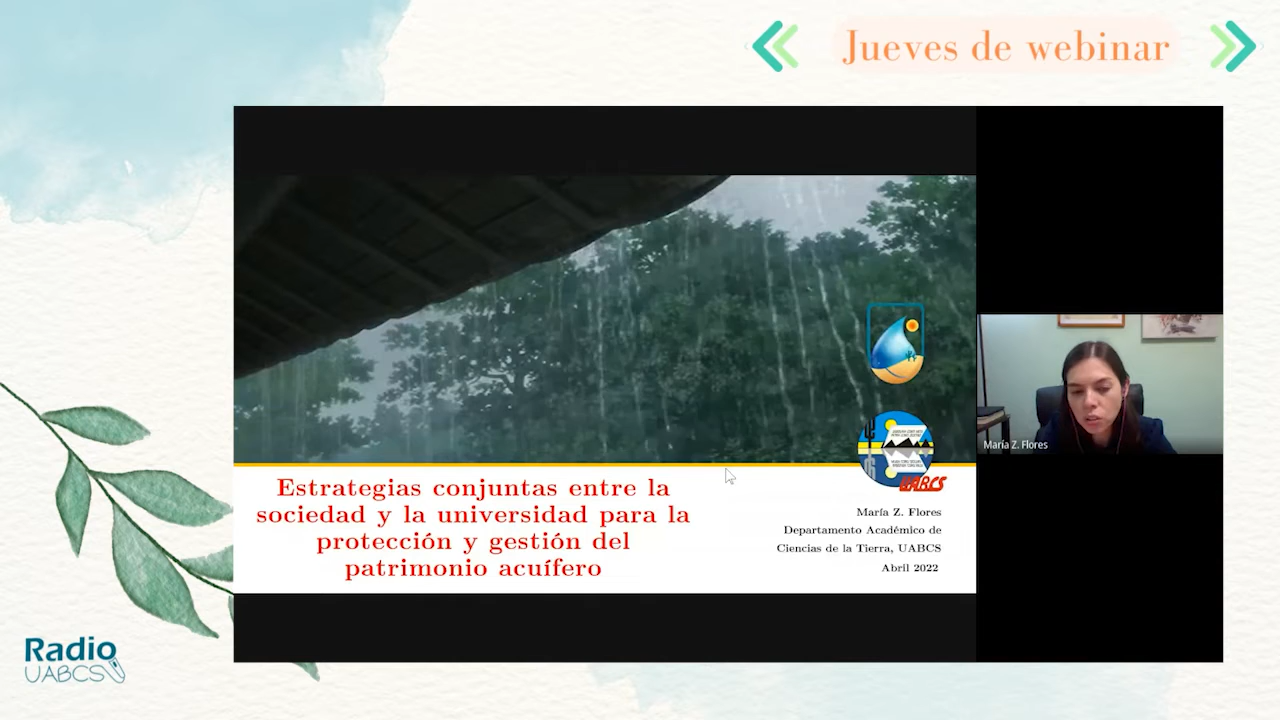 Jueves de webinar
María Z. Flores
UABCS
Estrategias conjuntas entre la
sociedad y la universidad para la
protección y gestión del
patrimonio acuífero
María Z. Flores
Departamento Académico de
Ciencias de la Tierra, UABCS
Abril 2022
Radio
UABCS